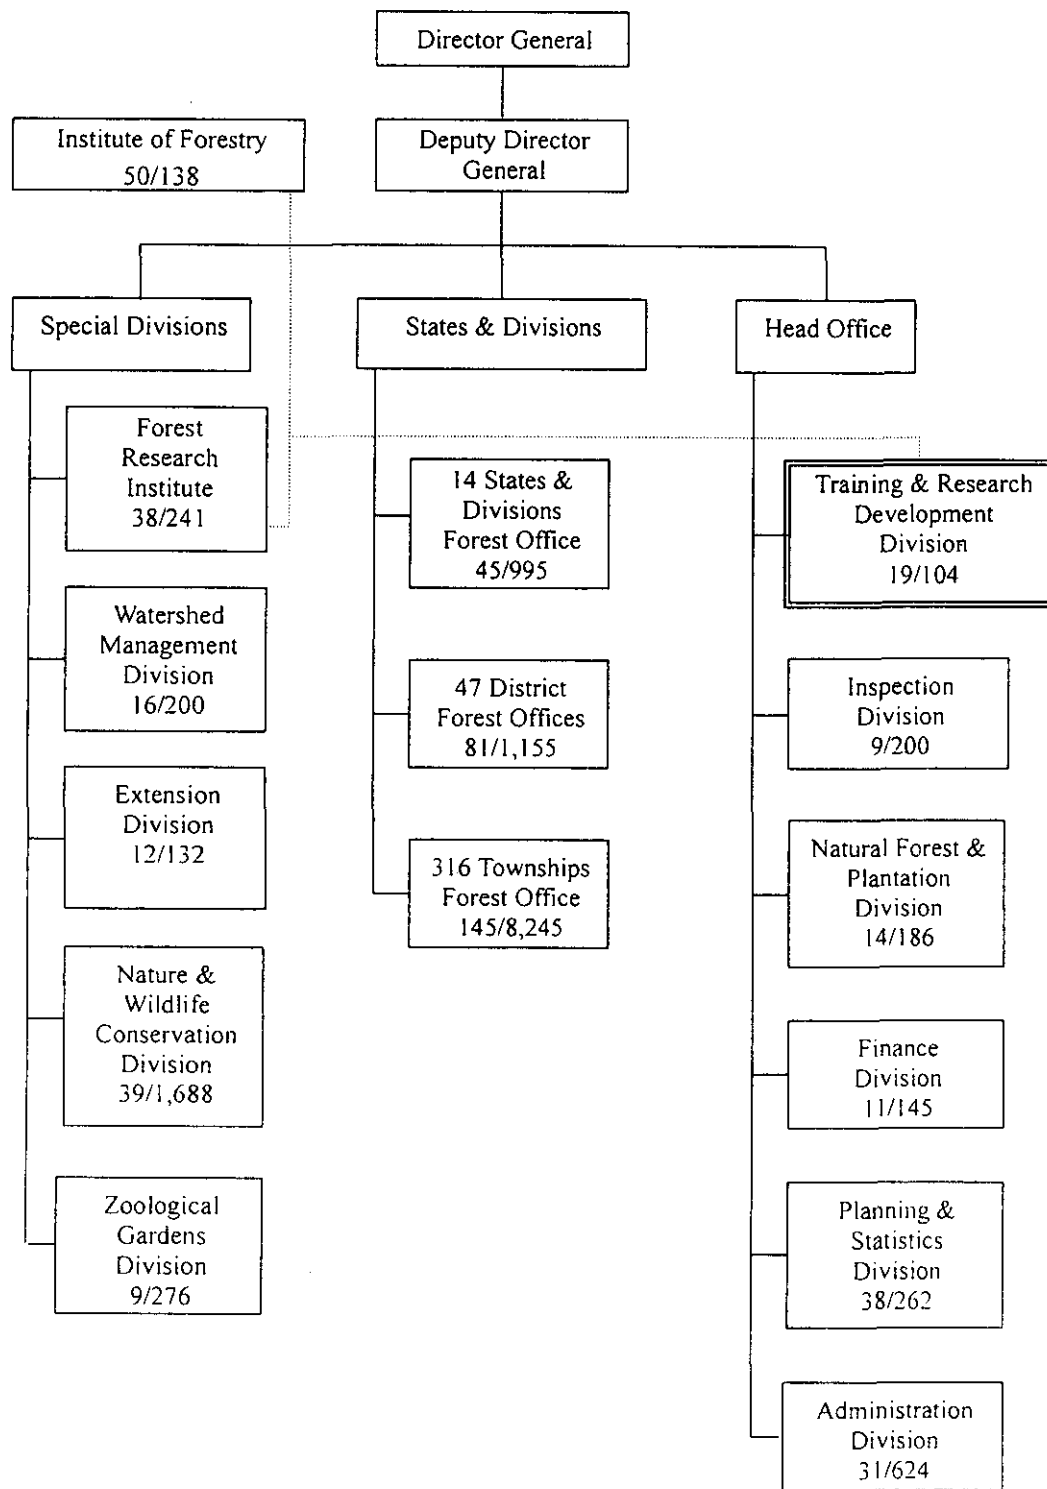 Director General
Institute of Forestry
50/138
Deputy Director
General
Special Divisions
States & Divisions
Head Office
Forest
Research
Institute
38/241
Watershed
Management
Division
16/200
Extension
Division
12/132
Nature &
Wildlife
Conservation
Division
39/1,688
Zoological
Gardens
Division
9/276
14 States &
Divisions
Forest Office
45/995
47 District
Forest Offices
81/1,155
316 Townships
Forest Office
145/8,245
Training & Research
Development
Division
19/104
Inspection
Division
9/200
Natural Forest &
Plantation
Division
14/186
Finance
Division
11/145
Planning &
Statistics
Division
38/262
Administration
Division
31/624